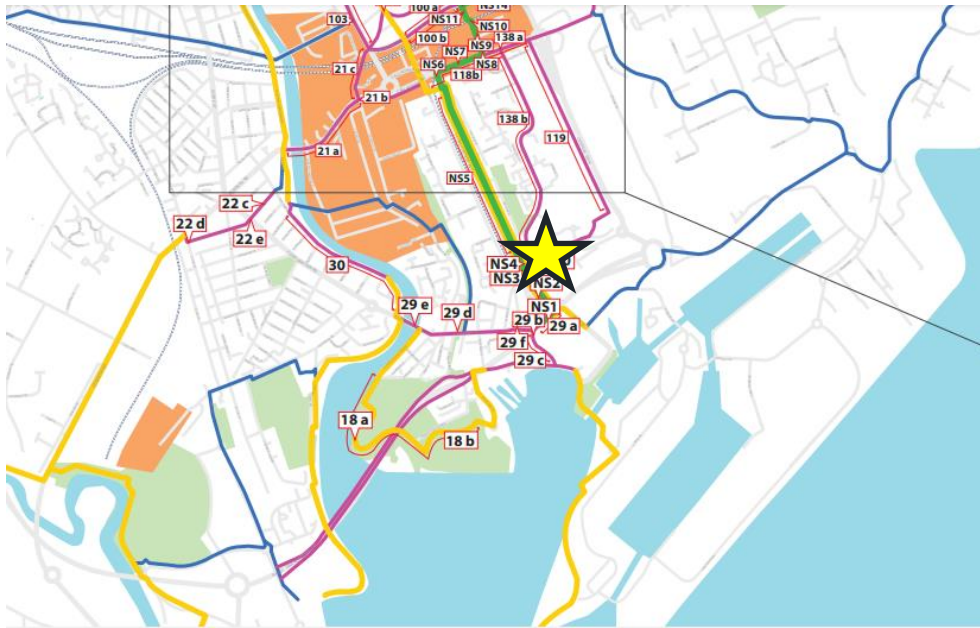 100 a
NS14
103
NS11
NS10
100 b
NS9
138 a
NS7
21 c
NS6
NS8
118b
21 b
138 b
119
21 a
NS5
22 c
22 d
22 e
NS4
30
NS3
NS2
29 e
NS1
29 d
29 b
29 a
29 f
29 c
18 a
18 b